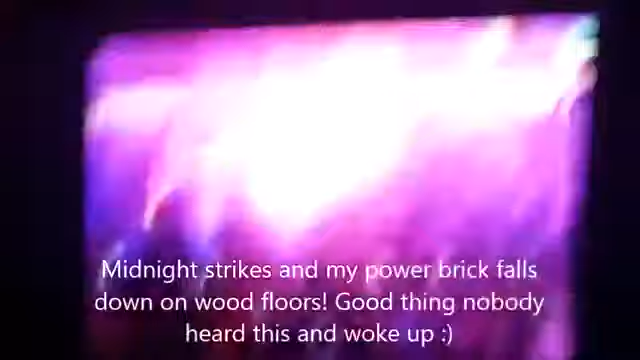 Midnight strikes and my power brick falls
down on wood floors! Good thing nobody
heard this and woke up :)